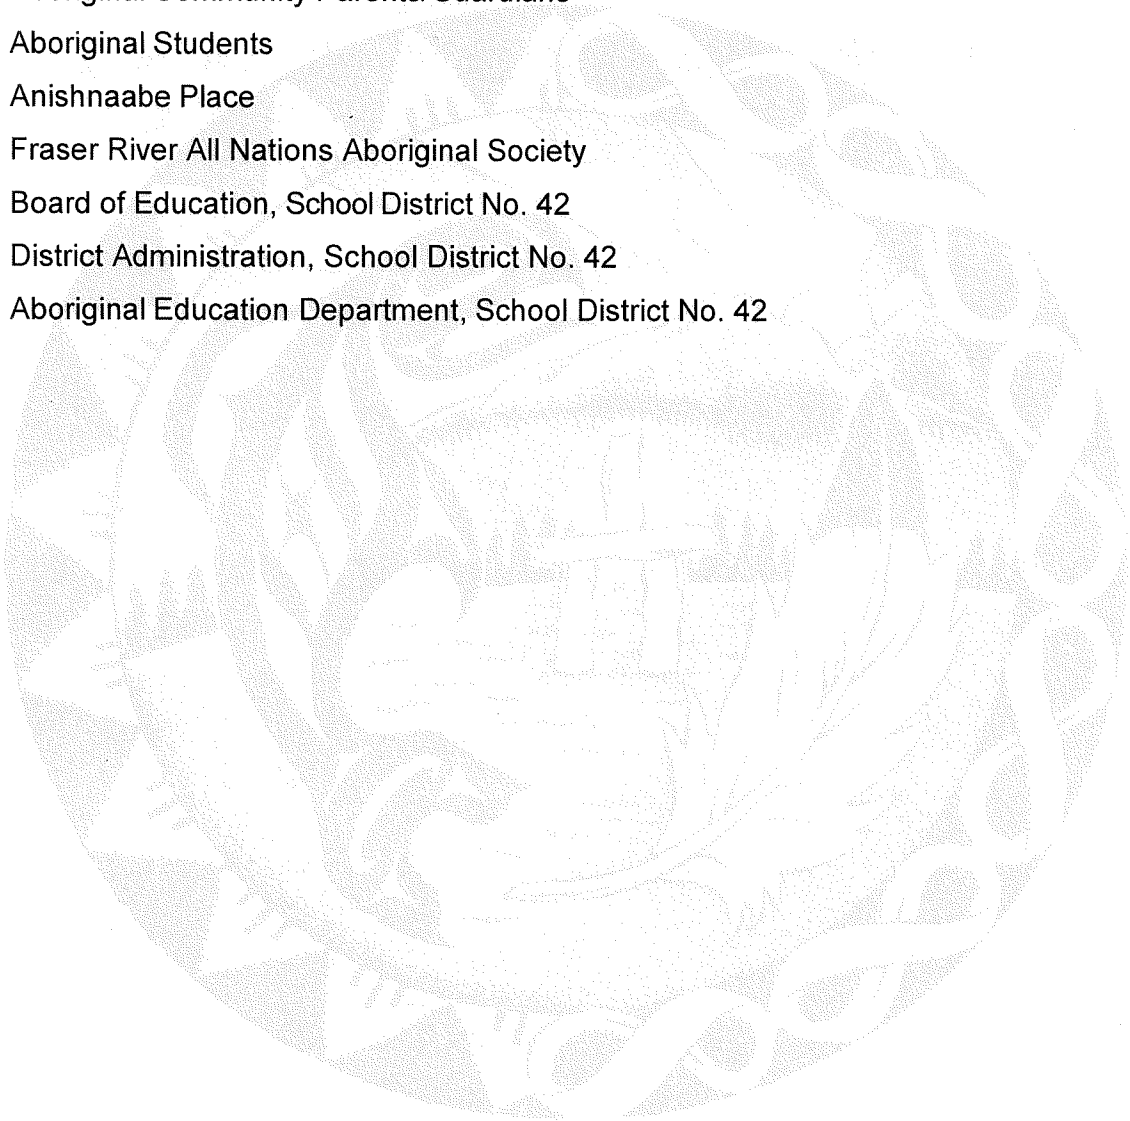 Aboriginal Students
Anishnaabe Place
Fraser River All Nations Aboriginal Society
Board of Education, School District No. 42
District Administration, School District No. 42
Aboriginal Education Department, School District No. 42